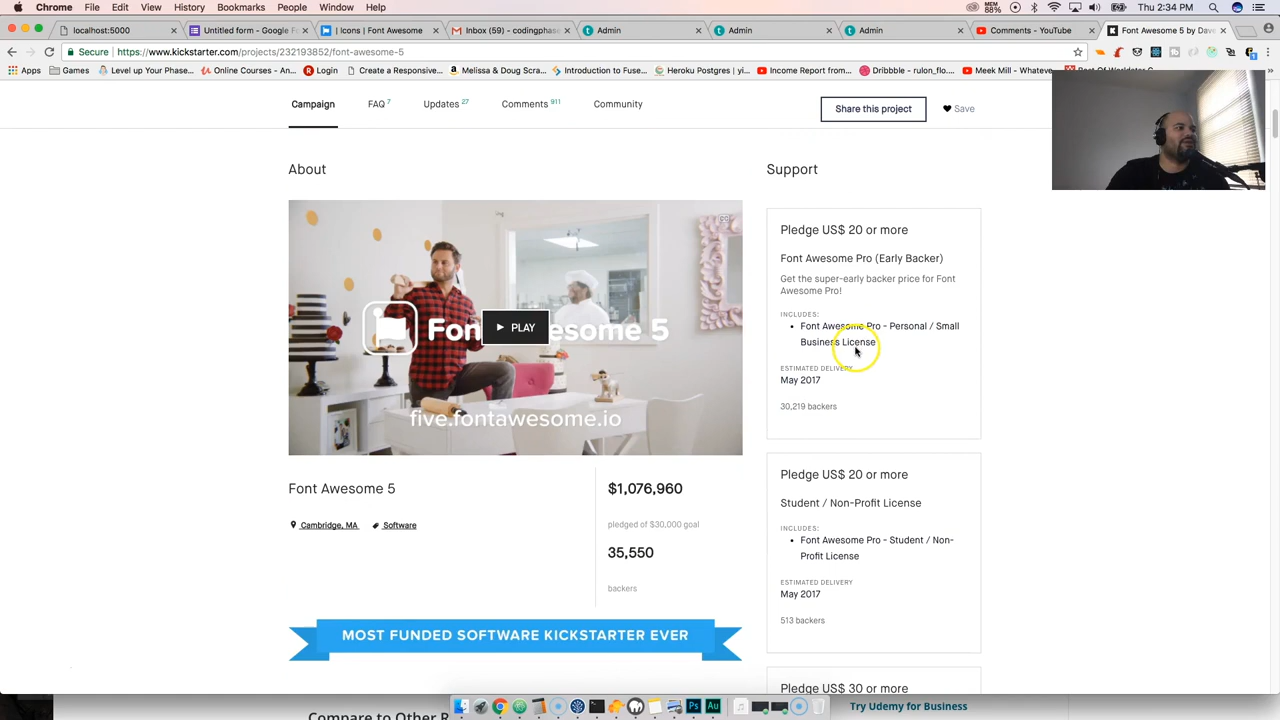 Chrome File Edit View History Bookmarks People Window Help
MEM 88% Thu 2:34 PM
localhost:5000
Untitled form - Google Fo
| Icons | Font Awesome
Inbox (59) - codingphase
Admin
Admin
Admin
Comments - YouTube
Font Awesome 5 by Dave
Secure https://www.kickstarter.com/projects/232193852/font-awesome-5
Apps Games Level up Your Phase Online Courses - An Login Create a Responsive Melissa & Doug Scra Introduction to Fuse Heroku Postgres | yi Income Report from Dribbble - rulon_flo Meek Mill - Whateve
Campaign FAQ 7 Updates 27 Comments 911 Community
Share this project
Save
About
Support
PLAY
five.fontawesome.io
Font Awesome 5
Cambridge, MA Software
$1,076,960
pledged of $30,000 goal
35,550
backers
MOST FUNDED SOFTWARE KICKSTARTER EVER
Pledge US$ 20 or more
Font Awesome Pro (Early Backer)
Get the super-early backer price for Font
Awesome Pro!
INCLUDES:
• Font Awesome Pro - Personal / Small
Business License
ESTIMATED DELIVERY
May 2017
30,219 backers
Pledge US$ 20 or more
Student / Non-Profit License
INCLUDES:
• Font Awesome Pro - Student / Non-
Profit License
ESTIMATED DELIVERY
May 2017
513 backers
Pledge US$ 30 or more
Compare to Other R
Try Udemy for Business